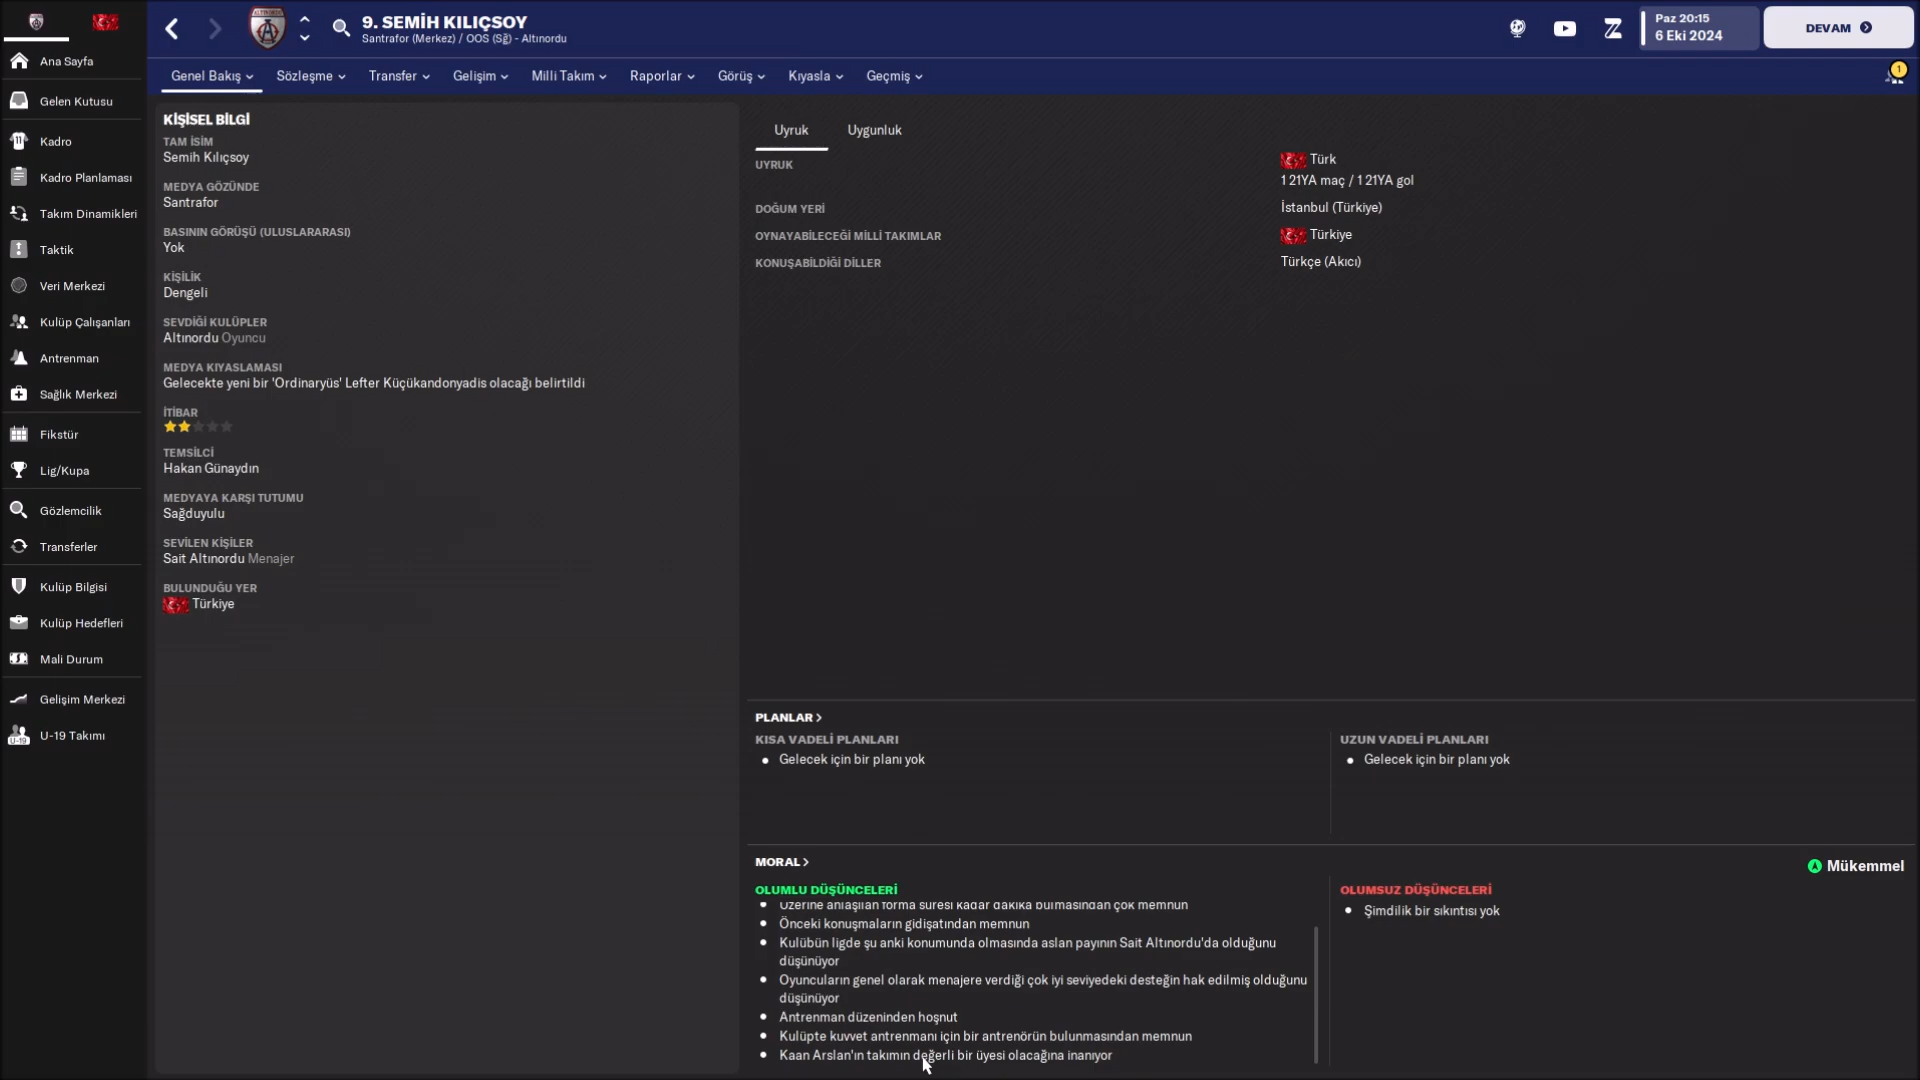 9. SEMİH KILIÇSOY
Santrafor (Merkez) / OOS (Sğ) - Altınordu
Paz 20:15
6 Eki 2024
DEVAM
Ana Sayfa
Gelen Kutusu
Kadro
Kadro Planlaması
Takım Dinamikleri
Taktik
Veri Merkezi
Kulüp Çalışanları
Antrenman
Sağlık Merkezi
Fikstür
Lig/Kupa
Gözlemcilik
Transferler
Kulüp Bilgisi
Kulüp Hedefleri
Mali Durum
Gelişim Merkezi
U-19 Takımı
Genel Bakış
Sözleşme
Transfer
Gelişim
Milli Takım
Raporlar
Görüş
Kıyasla
Geçmiş
1
KİŞİSEL BİLGİ
TAM İSİM
Semih Kılıçsoy
MEDYA GÖZÜNDE
Santrafor
BASININ GÖRÜŞÜ (ULUSLARARASI)
Yok
KİŞİLİK
Dengeli
SEVDİĞİ KULÜPLER
Altınordu Oyuncu
MEDYA KIYASLAMASI
Gelecekte yeni bir 'Ordinaryüs' Lefter Küçükandonyadis olacağı belirtildi
İTİBAR
TEMSİLCİ
Hakan Günaydın
MEDYAYA KARŞI TUTUMU
Sağduyulu
SEVİLEN KİŞİLER
Sait Altınordu Menajer
BULUNDUĞU YER
Türkiye
Uyruk
Uygunluk
UYRUK
Türk
1 21YA maç / 1 21YA gol
DOĞUM YERİ
İstanbul (Türkiye)
OYNAYABİLECEĞİ MİLLİ TAKIMLAR
Türkiye
KONUŞABİLDİĞİ DİLLER
Türkçe (Akıcı)
PLANLAR >
KISA VADELİ PLANLARI
• Gelecek için bir planı yok
UZUN VADELİ PLANLARI
• Gelecek için bir planı yok
MORAL >
Mükemmel
OLUMLU DÜŞÜNCELERİ
• Üzerine anlaşılan forma süresi kadar dakika bulmasından çok memnun
• Önceki konuşmaların gidişatından memnun
• Kulübün ligde şu anki konumunda olmasında aslan payının Sait Altınordu'da olduğunu
düşünüyor
• Oyuncuların genel olarak menajere verdiği çok iyi seviyedeki desteğin hak edilmiş olduğunu
düşünüyor
• Antrenman düzeninden hoşnut
• Kulüpte kuvvet antrenmanı için bir antrenörün bulunmasından memnun
• Kaan Arslan'ın takımın değerli bir üyesi olacağına inanıyor
OLUMSUZ DÜŞÜNCELERİ
• Şimdilik bir sıkıntısı yok